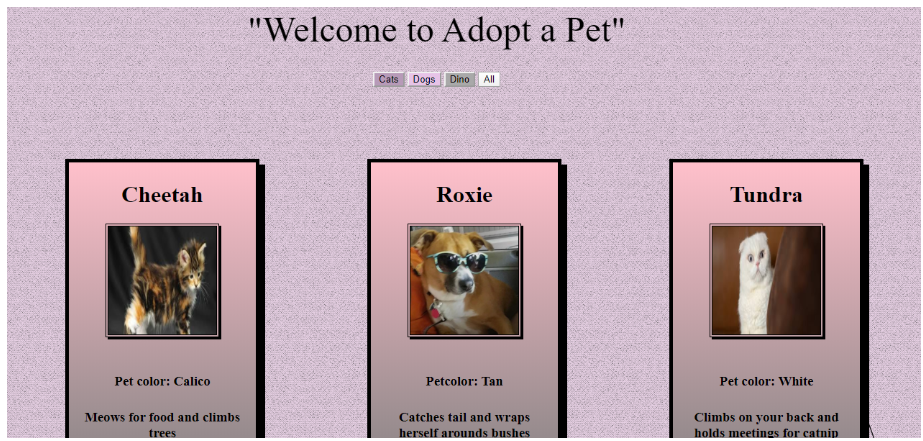 "Welcome to Adopt a Pet"
Cats Dogs Dino All
Cheetah
Pet color: Calico
Meows for food and climbs
trees
Roxie
Petcolor: Tan
Catches tail and wraps
herself arounds bushes
Tundra
Pet color: White
Climbs on your back and
holds meetings for catnip